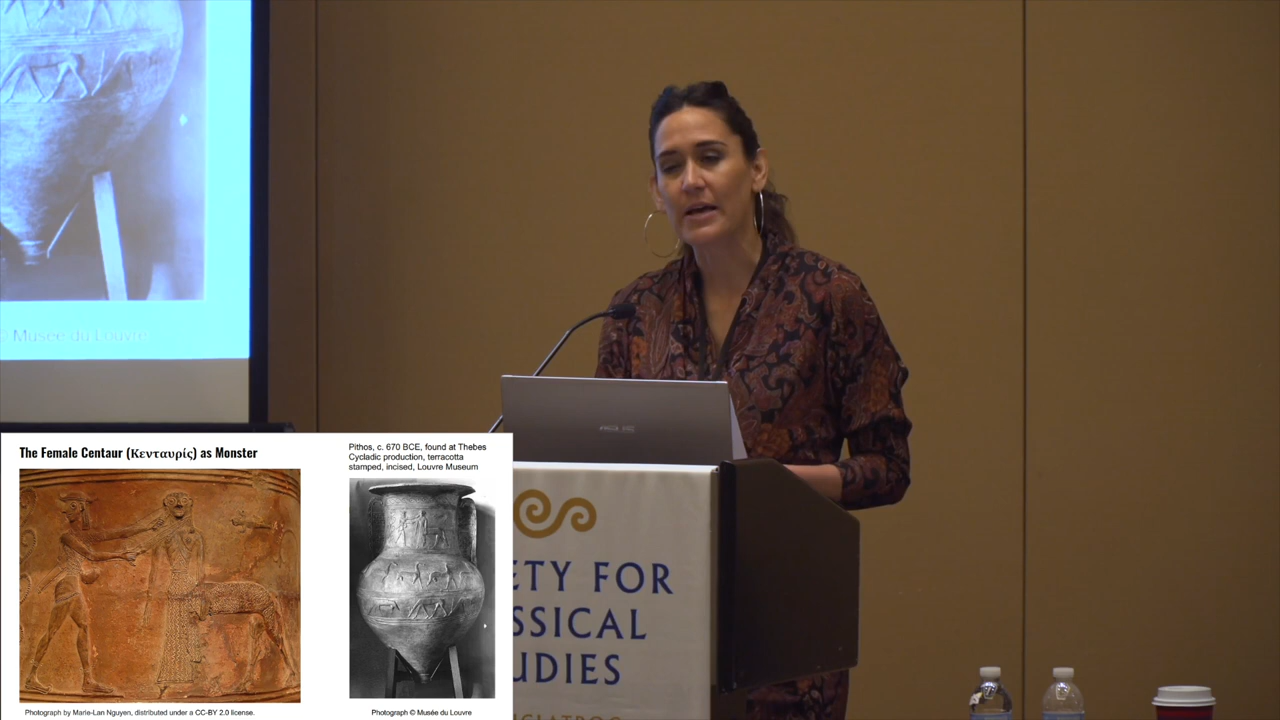 © Musée du Louvre
ASUS
The Female Centaur (Κενταυρίς) as Monster
Pithos, c. 670 BCE, found at Thebes
Cycladic production, terracotta
stamped, incised, Louvre Museum
Photograph by Marie-Lan Nguyen, distributed under a CC-BY 2.0 license.
Photograph © Musée du Louvre
ETY FOR
SSICAL
UDIES